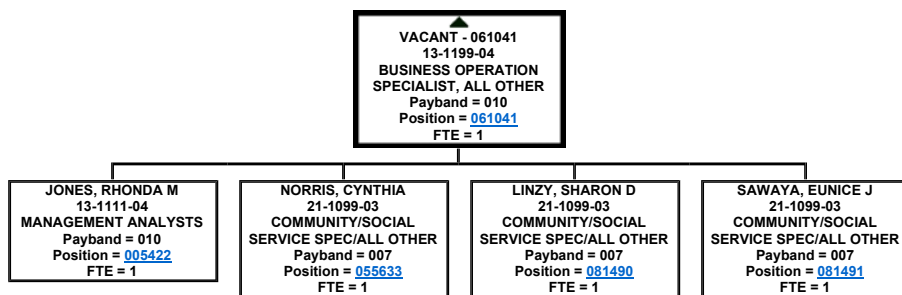 VACANT - 061041
13-1199-04
BUSINESS OPERATION
SPECIALIST, ALL OTHER
Payband = 010
Position = 061041
FTE = 1
JONES, RHONDA M
13-1111-04
MANAGEMENT ANALYSTS
Payband = 010
Position = 005422
FTE = 1
NORRIS, CYNTHIA
21-1099-03
COMMUNITY/SOCIAL
SERVICE SPEC/ALL OTHER
Payband = 007
Position = 055633
FTE = 1
LINZY, SHARON D
21-1099-03
COMMUNITY/SOCIAL
SERVICE SPEC/ALL OTHER
Payband = 007
Position = 081490
FTE = 1
SAWAYA, EUNICE J
21-1099-03
COMMUNITY/SOCIAL
SERVICE SPEC/ALL OTHER
Payband = 007
Position = 081491
FTE = 1